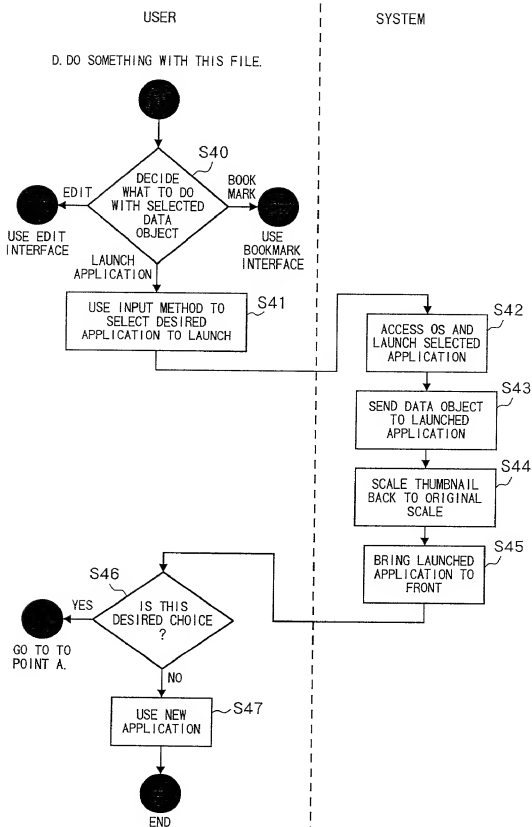 USER
SYSTEM
D. DO SOMETHING WITH THIS FILE.
S40
DECIDE
WHAT TO DO
WITH SELECTED
DATA
OBJECT
EDIT
BOOK
MARK
USE EDIT
INTERFACE
USE
BOOKMARK
INTERFACE
LAUNCH
APPLICATION
S41
USE INPUT METHOD TO
SELECT DESIRED
APPLICATION TO LAUNCH
S42
ACCESS OS AND
LAUNCH SELECTED
APPLICATION
S43
SEND DATA OBJECT
TO LAUNCHED
APPLICATION
S44
SCALE THUMBNAIL
BACK TO ORIGINAL
SCALE
S45
BRING LAUNCHED
APPLICATION TO
FRONT
S46
IS THIS
DESIRED CHOICE
?
YES
GO TO TO
POINT A.
NO
S47
USE NEW
APPLICATION
END